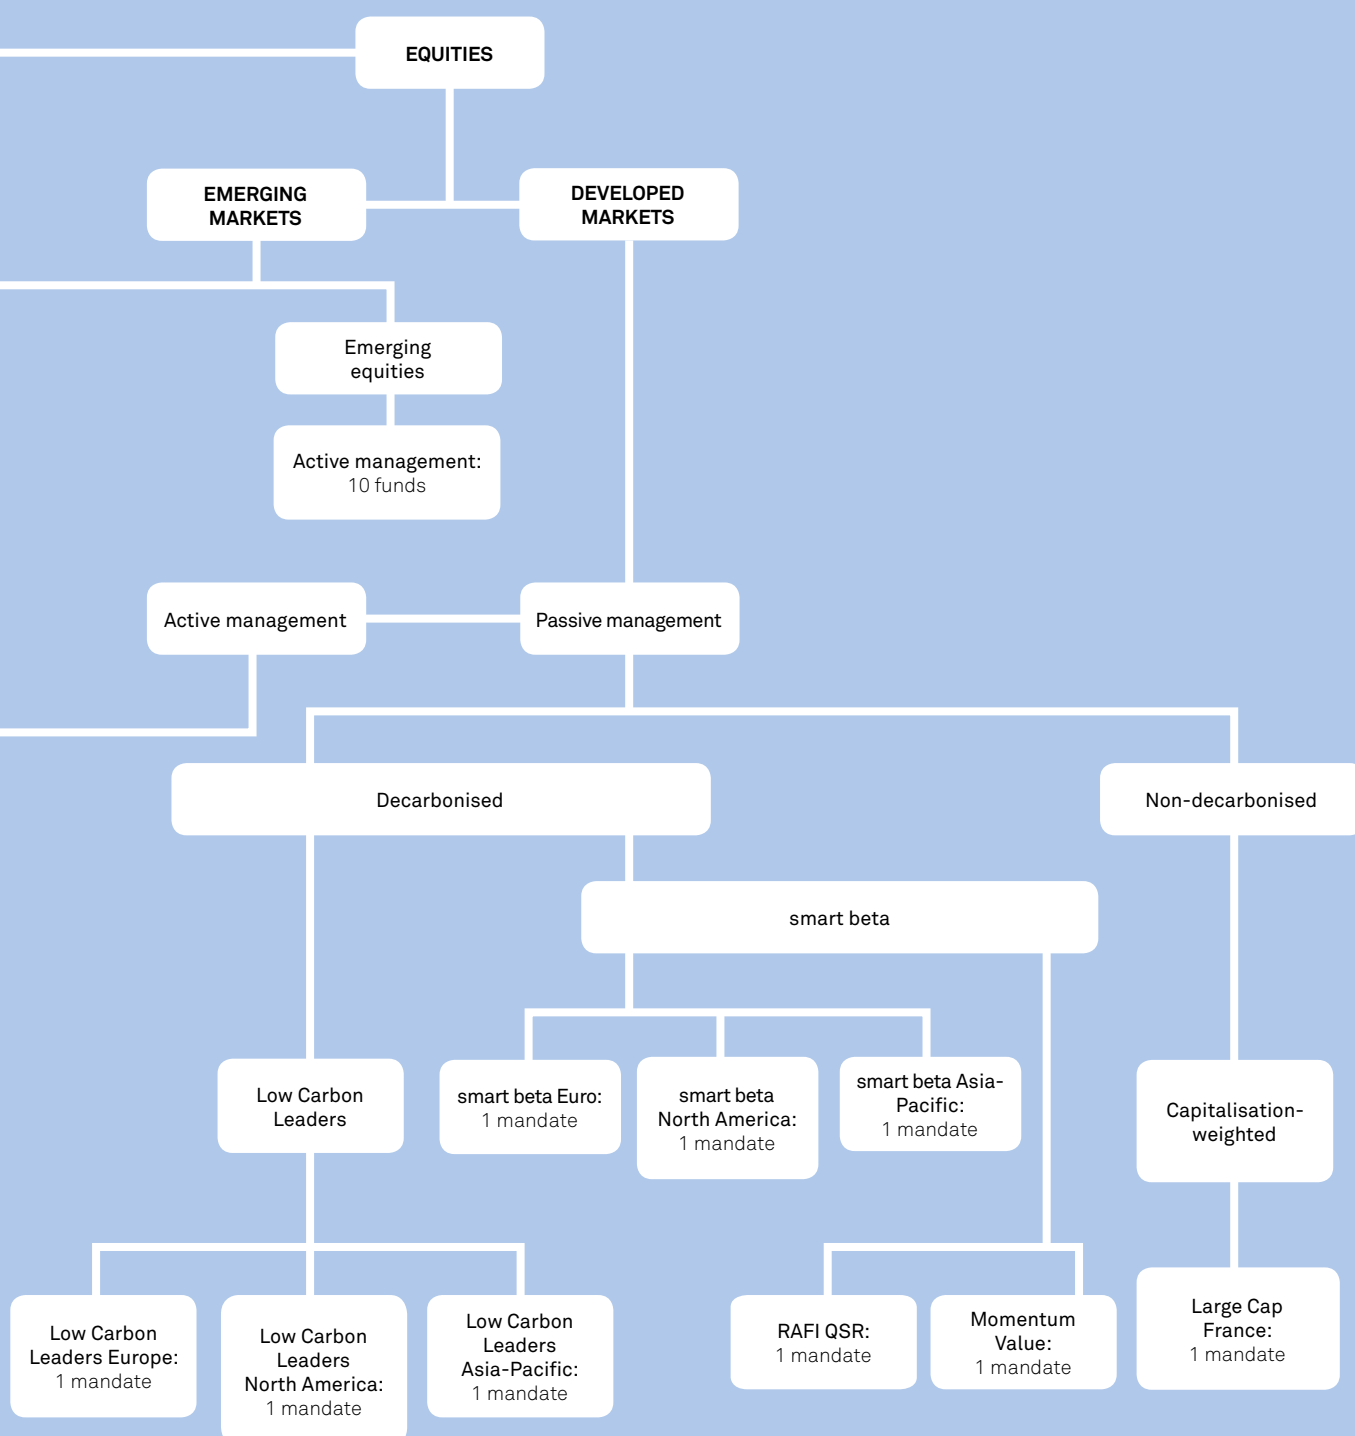 EQUITIES
EMERGING
MARKETS
DEVELOPED
MARKETS
Emerging
equities
Active management:
10 funds
Active management
Passive management
Decarbonised
Non-decarbonised
smart beta
Low Carbon
Leaders
smart beta Euro:
1 mandate
smart beta
North America:
1 mandate
smart beta Asia-
Pacific:
1 mandate
Capitalisation-
weighted
Low Carbon
Leaders Europe:
1 mandate
Low Carbon
Leaders
North America:
1 mandate
Low Carbon
Leaders
Asia-Pacific:
1 mandate
RAFI QSR:
1 mandate
Momentum
Value:
1 mandate
Large Cap
France:
1 mandate